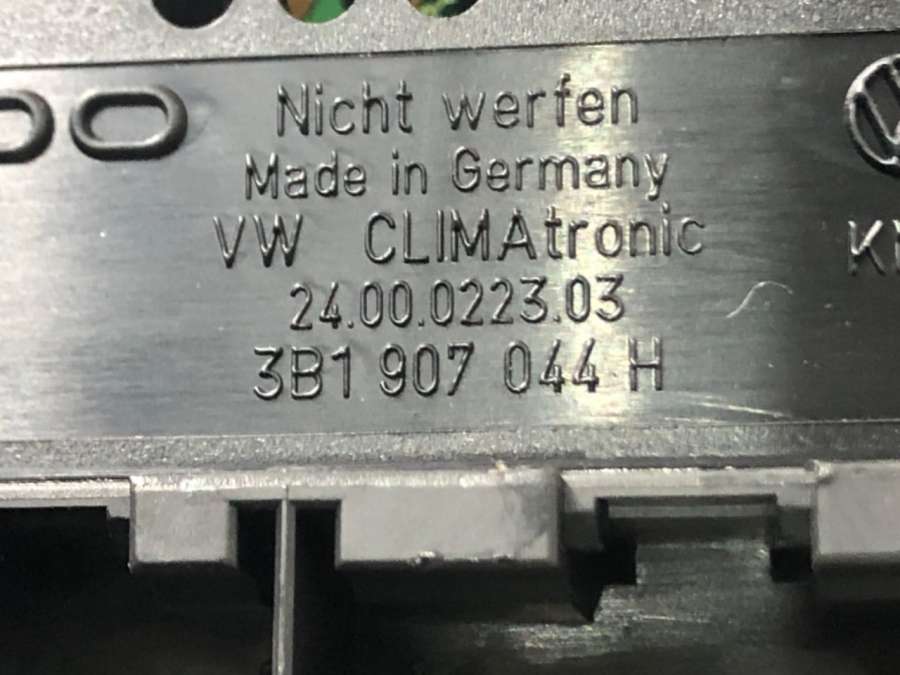 Nicht werfen
Made in Germany
VW CLIMAtronic
24.00.0223.03
3B1 907 044 H